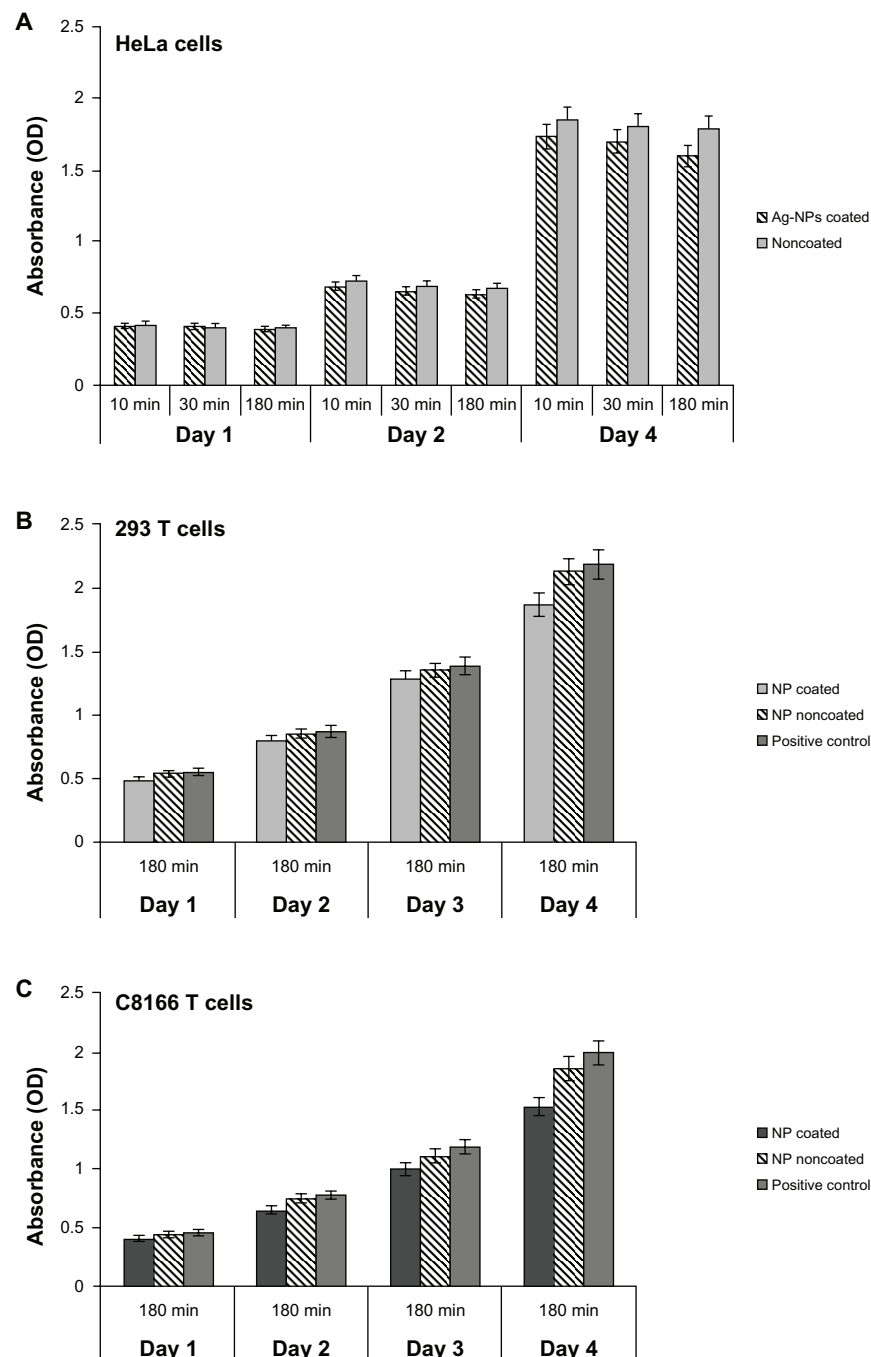 A
HeLa cells
Absorbance (OD)
2.5
2
1.5
1
0.5
0
10 min 30 min 180 min 10 min 30 min 180 min 10 min 30 min 180 min
Day 1 Day 2 Day 4
Ag-NPs coated
Noncoated
B
293 T cells
Absorbance (OD)
2.5
2
1.5
1
0.5
0
180 min 180 min 180 min 180 min
Day 1 Day 2 Day 3 Day 4
NP coated
NP noncoated
Positive control
C
C8166 T cells
Absorbance (OD)
2.5
2
1.5
1
0.5
0
180 min 180 min 180 min 180 min
Day 1 Day 2 Day 3 Day 4
NP coated
NP noncoated
Positive control